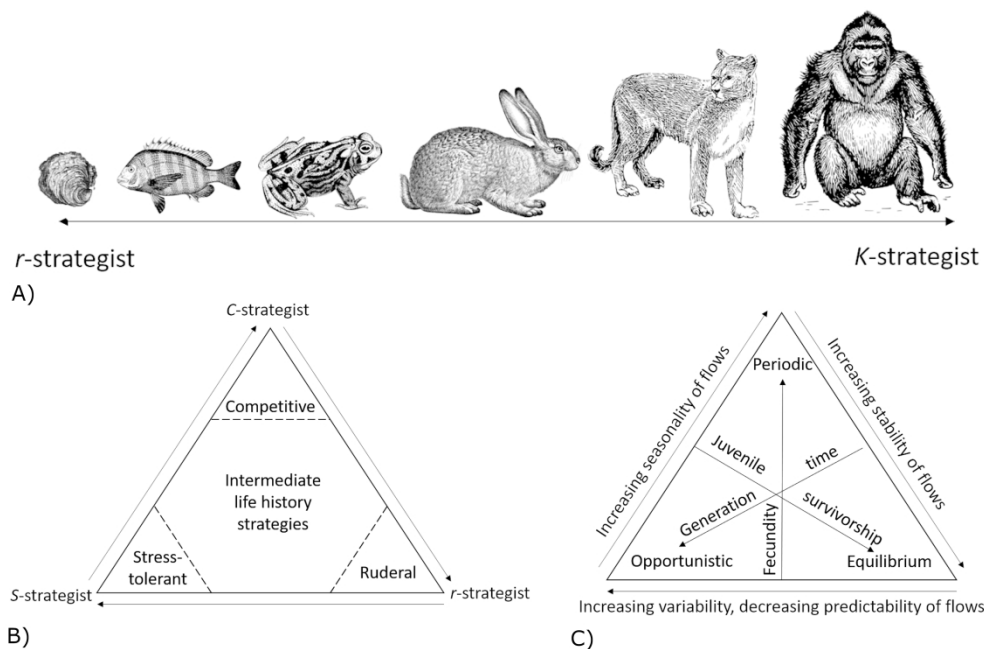 r-strategist
K-strategist
A)
C-strategist
Competitive
Intermediate
life history
strategies
Stress-
tolerant
Ruderal
S-strategist
r-strategist
B)
Increasing seasonality of flows
Increasing stability of flows
Periodic
Juvenile
time
Generation
survivorship
Fecundity
Opportunistic
Equilibrium
Increasing variability, decreasing predictability of flows
C)